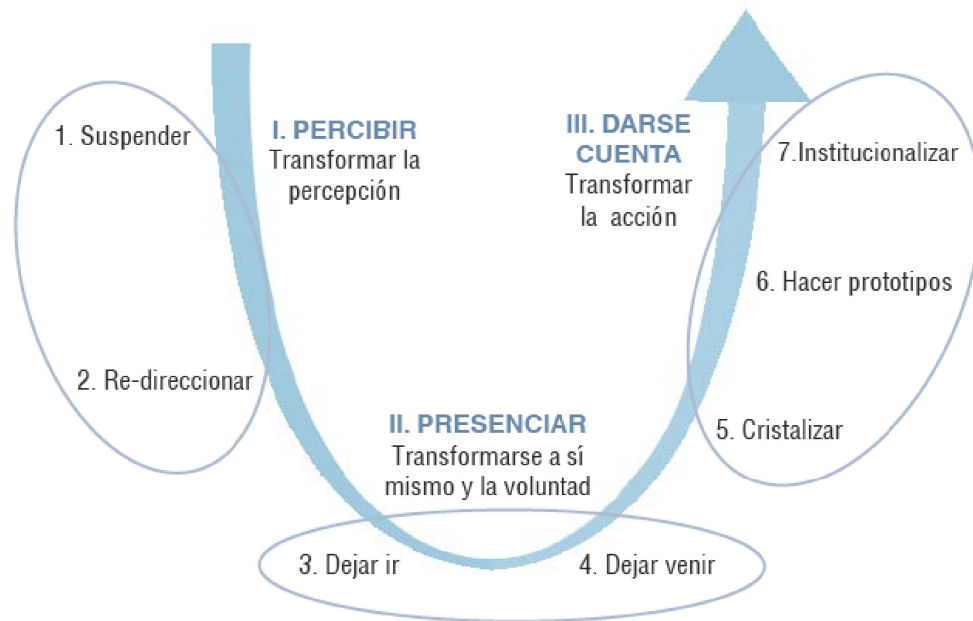 1. Suspender
2. Re-direccionar
I. PERCIBIR
Transformar la
percepción
II. PRESENCIAR
Transformarse a sí
mismo y la voluntad
3. Dejar ir
4. Dejar venir
III. DARSE
CUENTA
Transformar
la acción
7.Institucionalizar
6. Hacer prototipos
5. Cristalizar